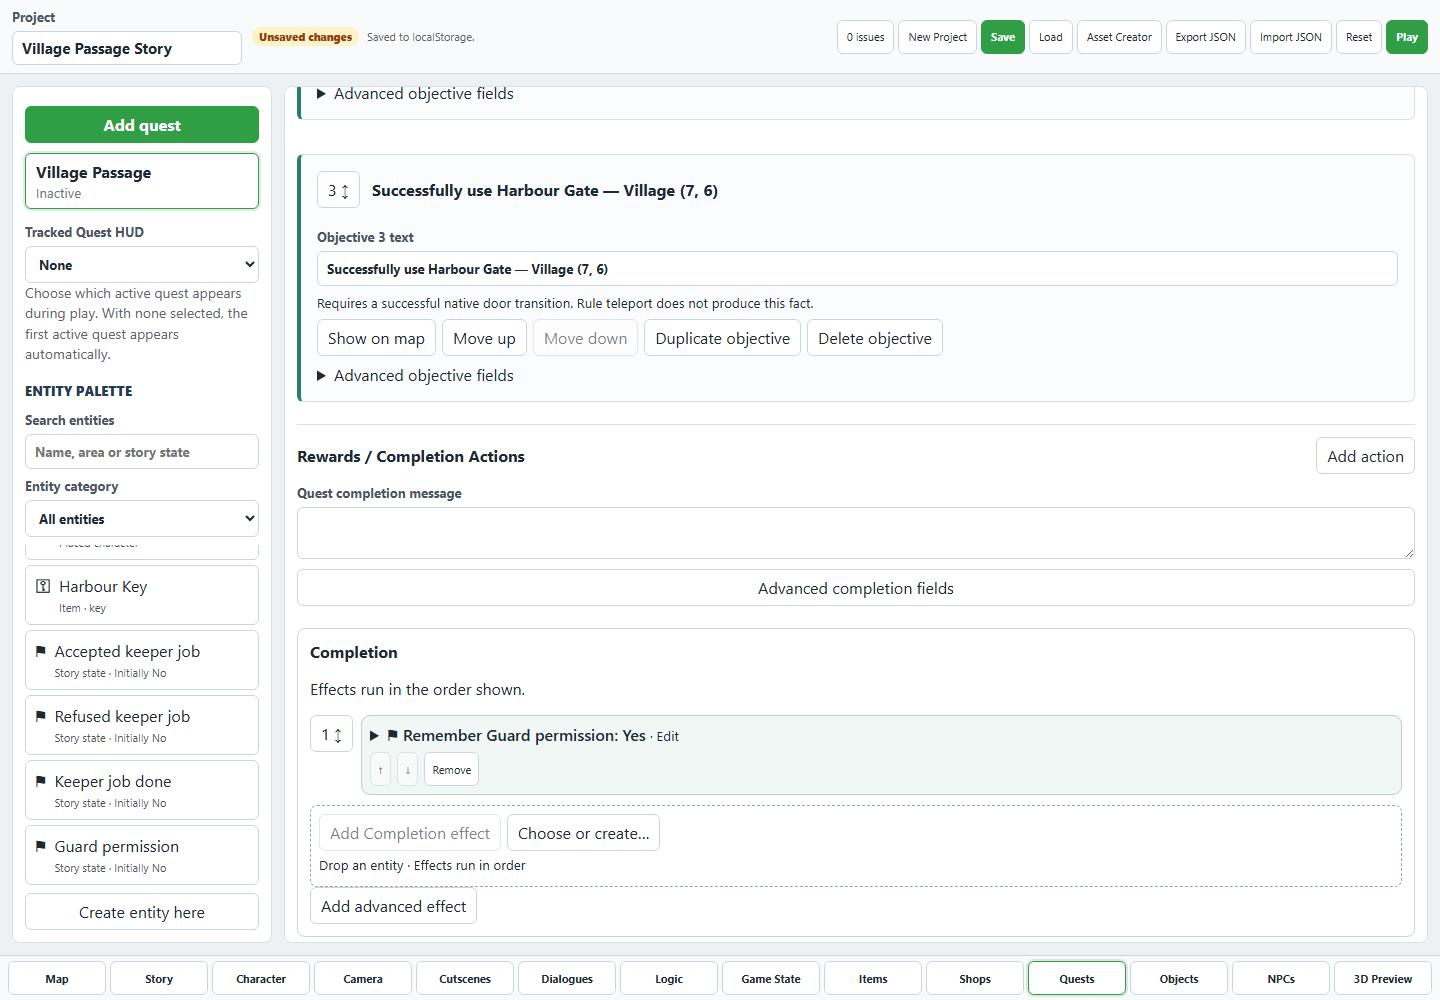 Project
Village Passage Story
Unsaved changes
Saved to localStorage.
0 issues
New Project
Save
Load
Asset Creator
Export JSON
Import JSON
Reset
Play
Add quest
Village Passage
Inactive
Tracked Quest HUD
None
Choose which active quest appears
during play. With none selected, the
first active quest appears
automatically.
ENTITY PALETTE
Search entities
Name, area or story state
Entity category
All entities
Placed character
Harbour Key
Item · key
Accepted keeper job
Story state · Initially No
Refused keeper job
Story state · Initially No
Keeper job done
Story state · Initially No
Guard permission
Story state · Initially No
Create entity here
Advanced objective fields
3 ↕
Successfully use Harbour Gate — Village (7, 6)
Objective 3 text
Successfully use Harbour Gate — Village (7, 6)
Requires a successful native door transition. Rule teleport does not produce this fact.
Show on map
Move up
Move down
Duplicate objective
Delete objective
Advanced objective fields
Rewards / Completion Actions
Add action
Quest completion message
Advanced completion fields
Completion
Effects run in the order shown.
1 ↕
Remember Guard permission: Yes · Edit
↑
↓
Remove
Add Completion effect
Choose or create...
Drop an entity · Effects run in order
Add advanced effect
Map
Story
Character
Camera
Cutscenes
Dialogues
Logic
Game State
Items
Shops
Quests
Objects
NPCs
3D Preview